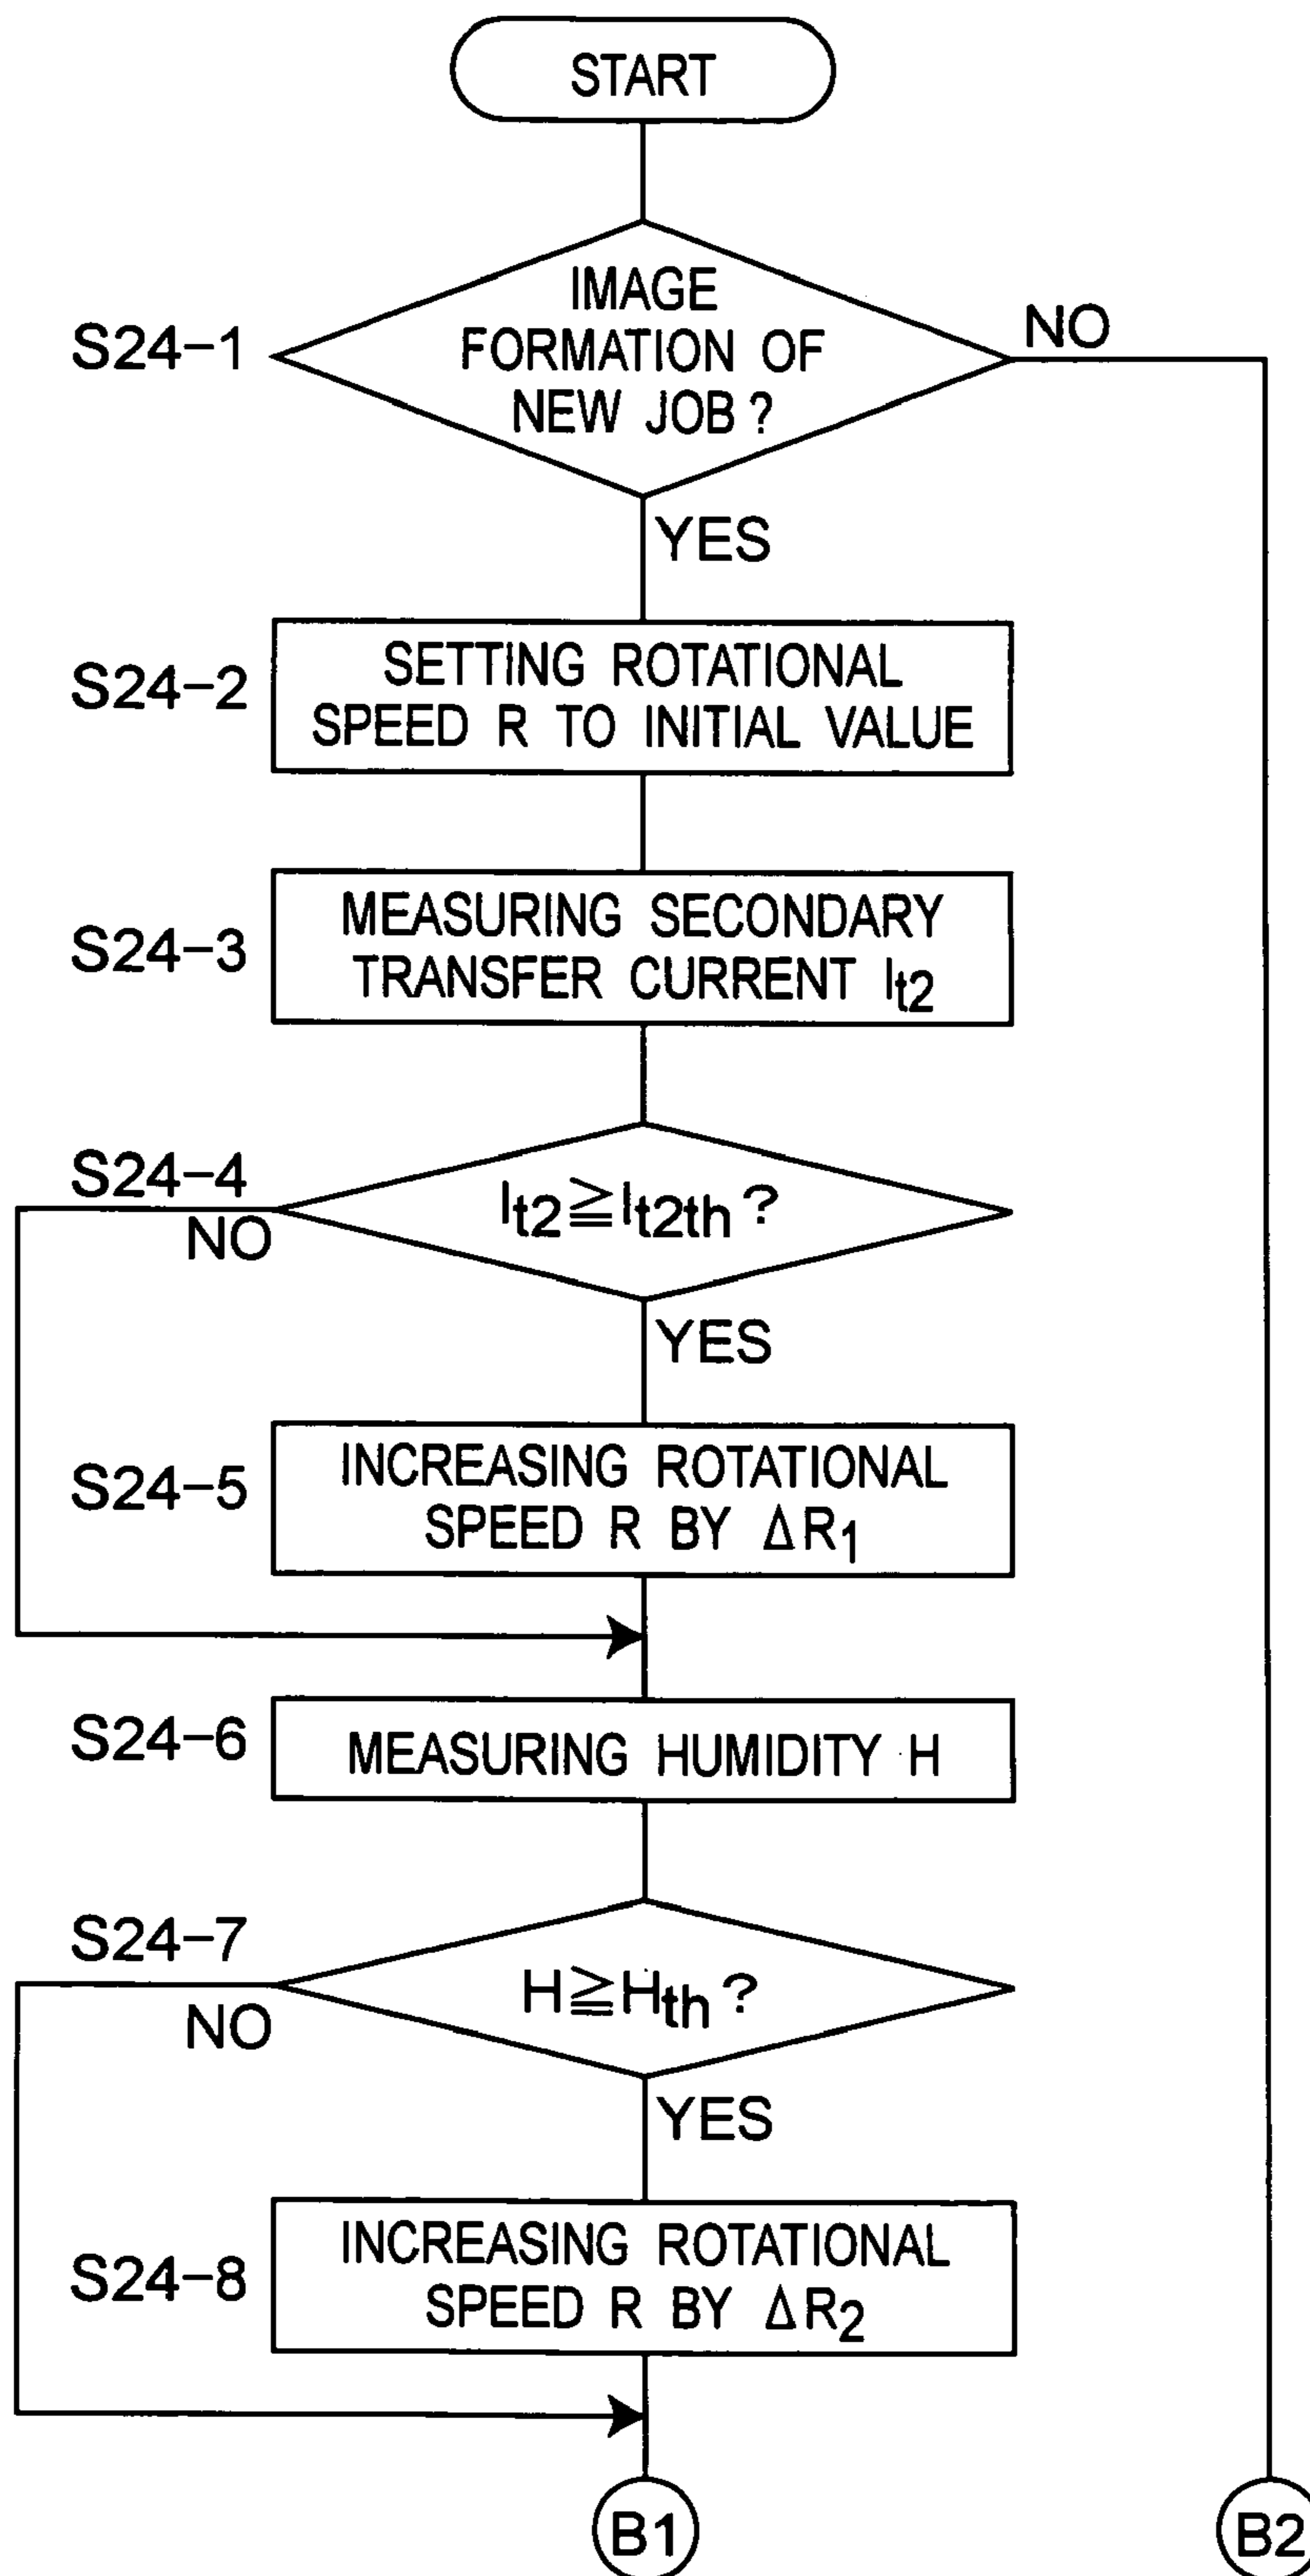 START
S24-1
IMAGE
FORMATION OF
NEW JOB?
NO
YES
S24-2
SETTING ROTATIONAL
SPEED R TO INITIAL VALUE
S24-3
MEASURING SECONDARY
TRANSFER CURRENT It2
S24-4
It2≧It2th?
NO
YES
S24-5
INCREASING ROTATIONAL
SPEED R BY ΔR1
S24-6
MEASURING HUMIDITY H
S24-7
H≧Hth?
NO
YES
S24-8
INCREASING ROTATIONAL
SPEED R BY ΔR2
B1
B2